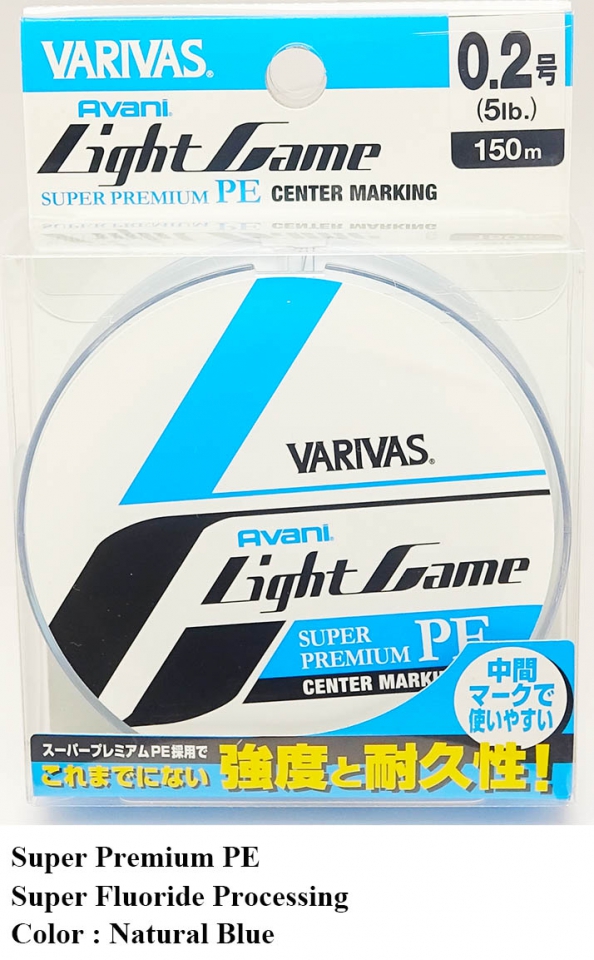 VARIVAS®
0.2号
(5lb.)
150m
Avani®
Light Game
SUPER PREMIUM PE CENTER MARKING
VARIVAS®
Avani®
Light Game
SUPER
PREMIUM PE
CENTER MARKI
中間
マークで
使いやすい
スーパープレミアムPE採用で
これまでにない 強度と耐久性!
Super Premium PE
Super Fluoride Processing
Color : Natural Blue